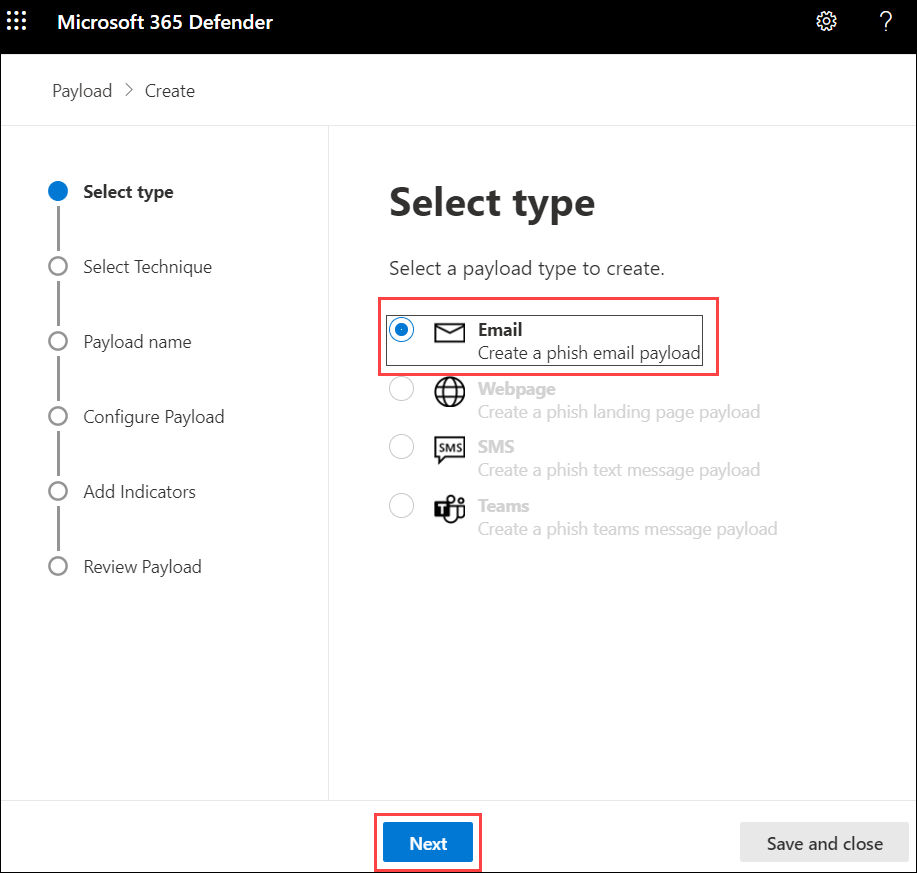 Microsoft 365 Defender
?
Payload > Create
Select type
Select Technique
Payload name
Configure Payload
Add Indicators
Review Payload
Select type
Select a payload type to create.
Email
Create a phish email payload
Webpage
Create a phish landing page payload
SMS
SMS
Create a phish text message payload
T
Teams
Create a phish teams message payload
Next
Save and close